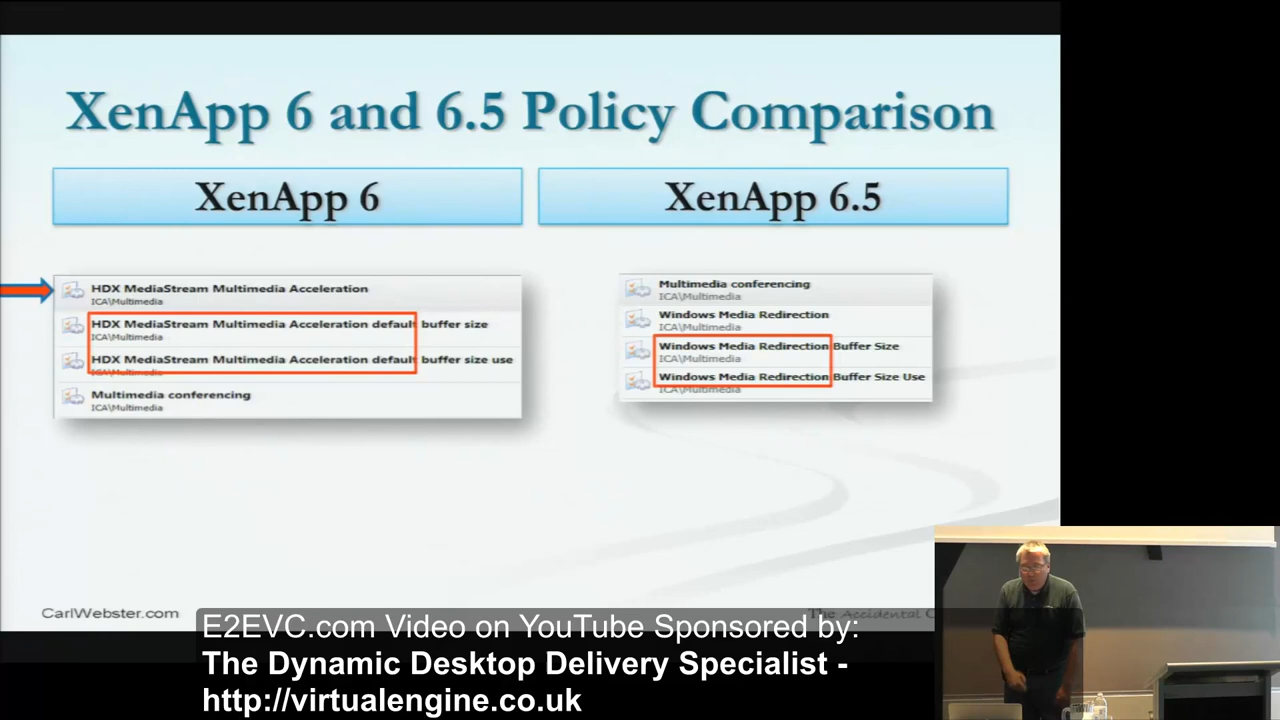 XenApp 6 and 6.5 Policy Comparison
XenApp 6
XenApp 6.5
HDX MediaStream Multimedia Acceleration
ICA\Multimedia
HDX MediaStream Multimedia Acceleration default buffer size
ICA\Multimedia
HDX MediaStream Multimedia Acceleration default buffer size use
ICA\Multimedia
Multimedia conferencing
ICA\Multimedia
Multimedia conferencing
ICA\Multimedia
Windows Media Redirection
ICA\Multimedia
Windows Media Redirection Buffer Size
ICA\Multimedia
Windows Media Redirection Buffer Size Use
ICA\Multimedia
CarlWebster.com
The Accidental C
E2EVC.com Video on YouTube Sponsored by:
The Dynamic Desktop Delivery Specialist -
http://virtualengine.co.uk